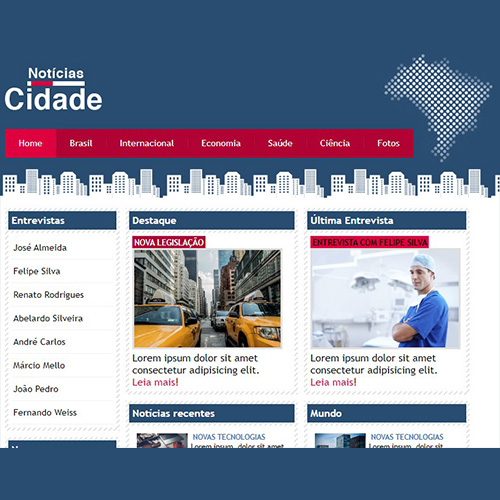 Notícias
Cidade
Home Brasil Internacional Economia Saúde Ciência Fotos
Entrevistas
José Almeida
Felipe Silva
Renato Rodrigues
Abelardo Silveira
André Carlos
Márcio Mello
João Pedro
Fernando Weiss
Destaque
NOVA LEGISLAÇÃO
Lorem ipsum dolor sit amet
consectetur adipisicing elit.
Leia mais!
Última Entrevista
ENTREVISTA COM FELIPE SILVA
Lorem ipsum dolor sit amet
consectetur adipisicing elit.
Leia mais!
Notícias recentes
NOVAS TECNOLOGIAS
Lorem ipsum dolor sit amet
Mundo
NOVAS TECNOLOGIAS
Lorem ipsum dolor sit